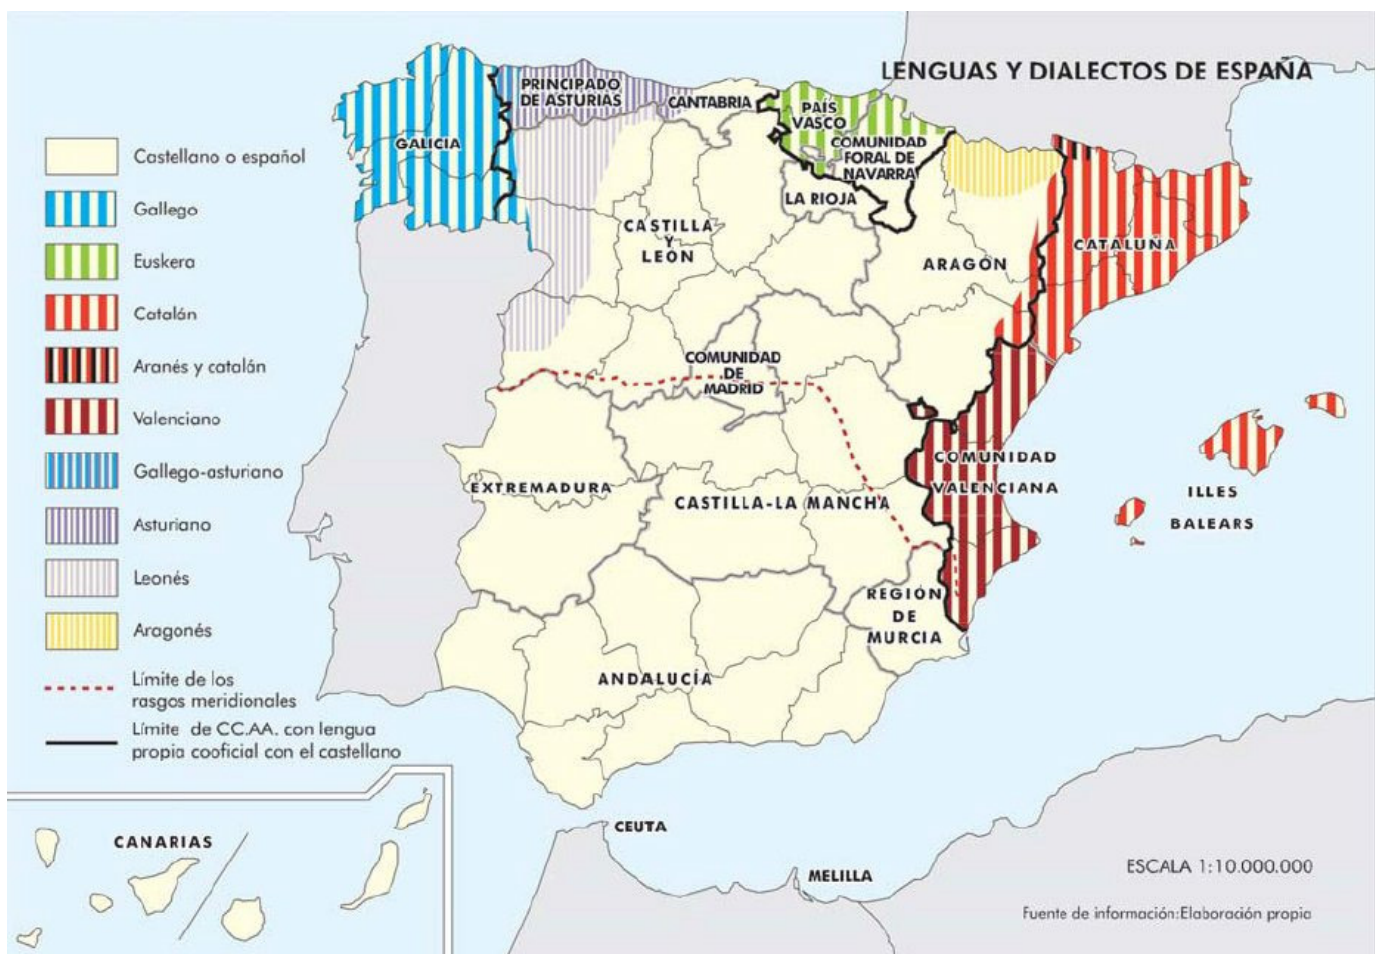 LENGUAS Y DIALECTOS DE ESPAÑA
Castellano o español
Gallego
Euskera
Catalán
Aranés y catalán
Valenciano
Gallego-asturiano
Asturiano
Leonés
Aragonés
Límite de los
rasgos meridionales
Límite de CC.AA. con lengua
propia cooficial con el castellano
PRINCIPADO
DE ASTURIAS
CANTABRIA
PAÍS
VASCO
GALICIA
COMUNIDAD
FORAL DE
NAVARRA
LA RIOJA
CASTILLA
Y
LEÓN
ARAGÓN
CATALUÑA
COMUNIDAD
DE
MADRID
COMUNIDAD
VALENCIANA
EXTREMADURA
CASTILLA-LA MANCHA
ILLES
BALEARS
REGIÓN
DE
MURCIA
ANDALUCÍA
CANARIAS
CEUTA
MELILLA
ESCALA 1:10.000.000
Fuente de información:Elaboración propia